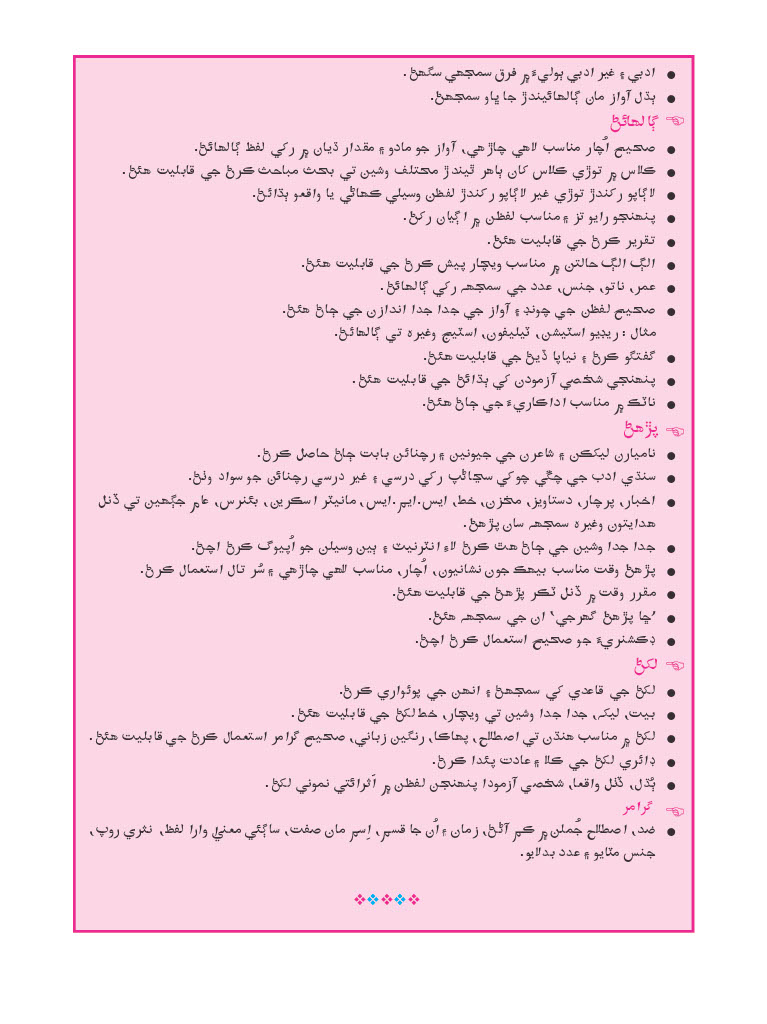 ● ادبي ۽ غير ادبي ٻوليءَ ۾ فرق سمجهي سگهڻ.
● ٻڌل آواز مان ڳالهائيندڙ جا ڀاو سمجهڻ.
☜ ڳالهائڻ
● صحيح اُچار مناسب لاهي چاڙهي، آواز جو مادو ۽ مقدار ڌيان ۾ رکي لفظ ڳالهائڻ.
● ڪلاس ۾ توڙي ڪلاس کان ٻاهر ٿيندڙ مختلف وشين تي بحث مباحث ڪرڻ جي قابليت هئڻ.
● لاڳاپو رکندڙ توڙي غير لاڳاپو رکندڙ لفظن وسيلي ڪهاڻي يا واقعو ٻڌائڻ.
● پنهنجو رايو تز ۽ مناسب لفظن ۾ اڳيان رکڻ.
● تقرير ڪرڻ جي قابليت هئڻ.
● الڳ الڳ حالتن ۾ مناسب ويچار پيش ڪرڻ جي قابليت هئڻ.
● عمر، ناتو، جنس، عدد جي سمجهہ رکي ڳالهائڻ.
● صحيح لفظن جي چونڊ ۽ آواز جي جدا جدا اندازن جي ڄاڻ هئڻ.
مثال : ريڊيو اسٽيشن، ٽيليفون، اسٽيج وغيره تي ڳالهائڻ.
● گفتگو ڪرڻ ۽ نياپا ڏيڻ جي قابليت هئڻ.
● پنهنجي شخصي آزمودن کي ٻڌائڻ جي قابليت هئڻ.
● ناٽڪ ۾ مناسب اداڪاريءَ جي ڄاڻ هئڻ.
☜ پڙهڻ
● ناميارن ليکڪن ۽ شاعرن جي جيونين ۽ رچنائن بابت ڄاڻ حاصل ڪرڻ.
● سنڌي ادب جي چڱي چوکي سڃاڻپ رکي درسي ۽ غير درسي رچنائن جو سواد وٺڻ.
● اخبار، پرچار، دستاويز، مخزن، خط، ايس.ايم.ايس، مانيٽر اسڪرين، بئنرس، عام جڳهين تي ڏنل
هدايتون وغيره سمجهہ سان پڙهڻ.
● جدا جدا وشين جي ڄاڻ هٿ ڪرڻ لاءِ انٽرنيٽ ۽ ٻين وسيلن جو اُپيوگ ڪرڻ اچڻ.
● پڙهڻ وقت مناسب بيهڪ جون نشانيون، اُچار، مناسب لاهي چاڙهي ۽ سُر تال استعمال ڪرڻ.
● مقرر وقت ۾ ڏنل ٽڪر پڙهڻ جي قابليت هئڻ.
● ’ڇا پڙهڻ گهرجي‘ ان جي سمجهہ هئڻ.
● ڊڪشنريءَ جو صحيح استعمال ڪرڻ اچڻ.
☜ لکڻ
● لکڻ جي قاعدي کي سمجهڻ ۽ انهن جي پوئواري ڪرڻ.
● بيت، ليکہ، جدا جدا وشين تي ويچار، خط لکڻ جي قابليت هئڻ.
● لکڻ ۾ مناسب هنڌن تي اصطلاح، پهاڪا، رنگين زباني، صحيح گرامر استعمال ڪرڻ جي قابليت هئڻ.
● ڊائري لکڻ جي ڪلا ۽ عادت پئدا ڪرڻ.
● ٻُڌل، ڏٺل واقعا، شخصي آزمودا پنهنجن لفظن ۾ اَثرائتي نموني لکڻ.
☜ گرامر
● ضد، اصطلاح جُملن ۾ ڪم آڻڻ، زمان ۽ اُن جا قسم، اِسم مان صفت، ساڳئي معنيٰ وارا لفظ، نثري روپ،
جنس مٽايو ۽ عدد بدلايو.